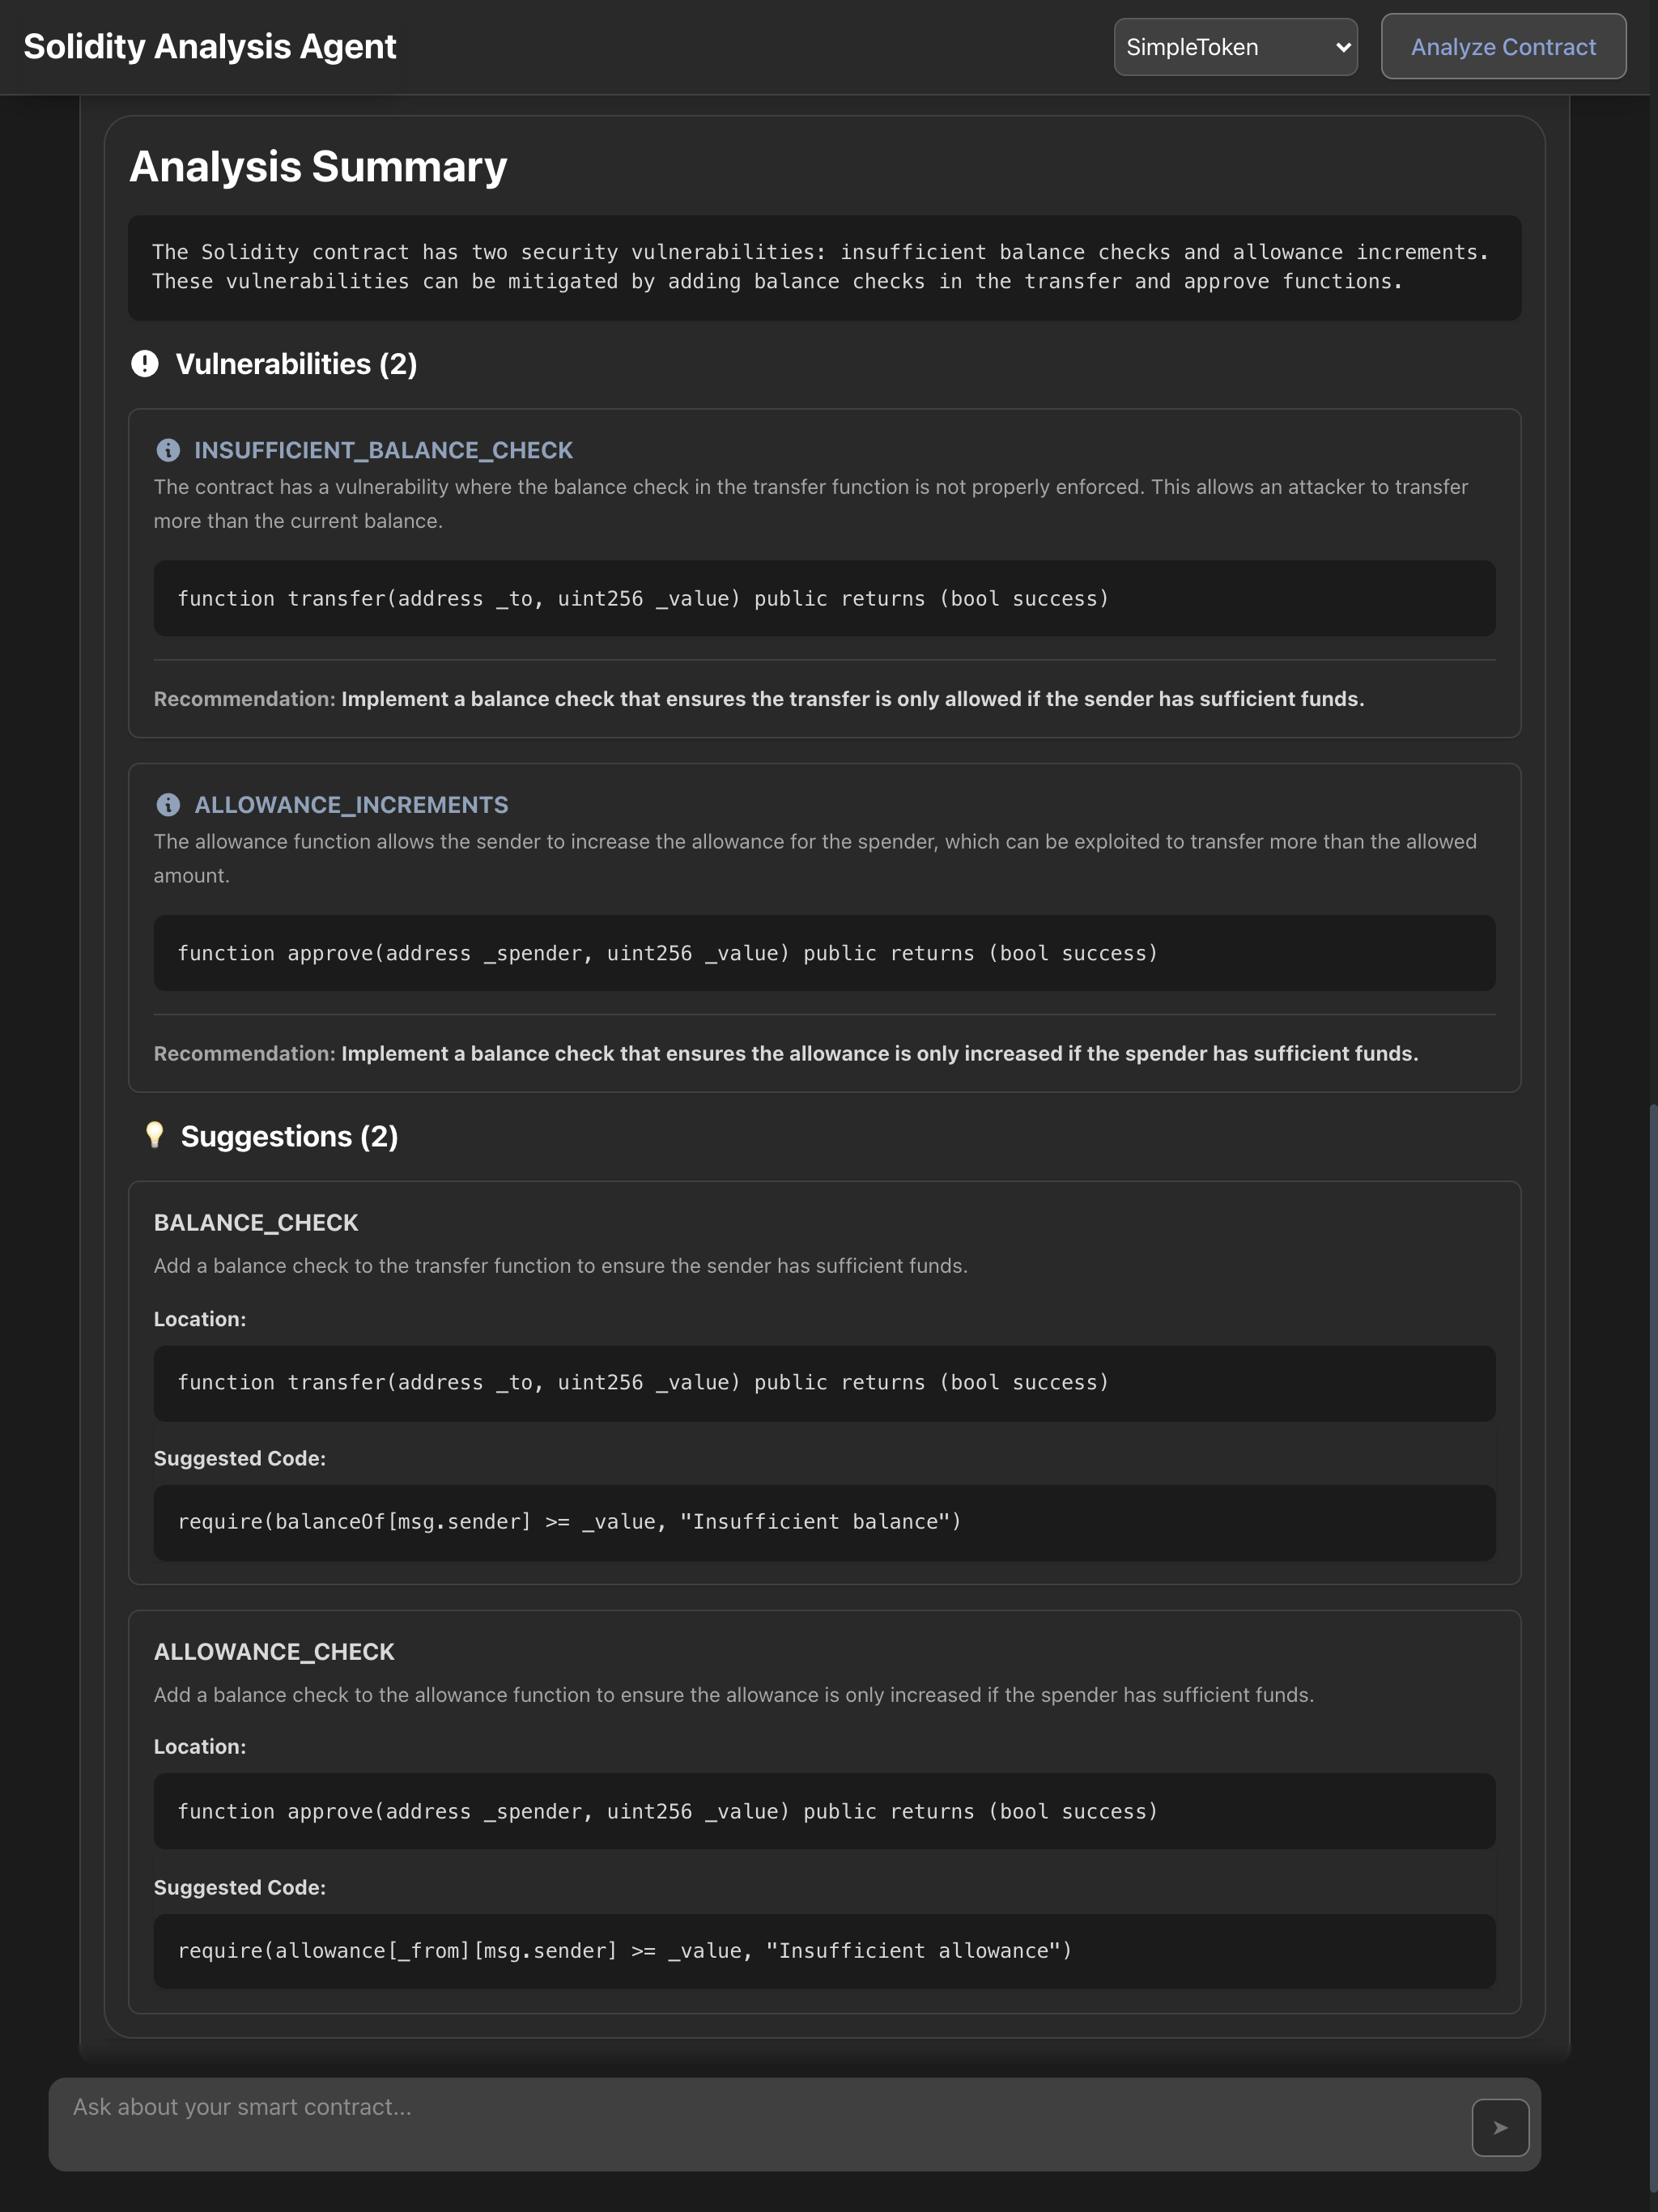 Solidity Analysis Agent
SimpleToken
Analyze Contract
Analysis Summary
The Solidity contract has two security vulnerabilities: insufficient balance checks and allowance increments.
These vulnerabilities can be mitigated by adding balance checks in the transfer and approve functions.
Vulnerabilities (2)
INSUFFICIENT_BALANCE_CHECK
The contract has a vulnerability where the balance check in the transfer function is not properly enforced. This allows an attacker to transfer
more than the current balance.
function transfer(address _to, uint256 _value) public returns (bool success)
Recommendation: Implement a balance check that ensures the transfer is only allowed if the sender has sufficient funds.
ALLOWANCE_INCREMENTS
The allowance function allows the sender to increase the allowance for the spender, which can be exploited to transfer more than the allowed
amount.
function approve(address _spender, uint256 _value) public returns (bool success)
Recommendation: Implement a balance check that ensures the allowance is only increased if the spender has sufficient funds.
Suggestions (2)
BALANCE_CHECK
Add a balance check to the transfer function to ensure the sender has sufficient funds.
Location:
function transfer(address _to, uint256 _value) public returns (bool success)
Suggested Code:
require(balanceOf[msg.sender] >= _value, "Insufficient balance")
ALLOWANCE_CHECK
Add a balance check to the allowance function to ensure the allowance is only increased if the spender has sufficient funds.
Location:
function approve(address _spender, uint256 _value) public returns (bool success)
Suggested Code:
require(allowance[_from][msg.sender] >= _value, "Insufficient allowance")
Ask about your smart contract...